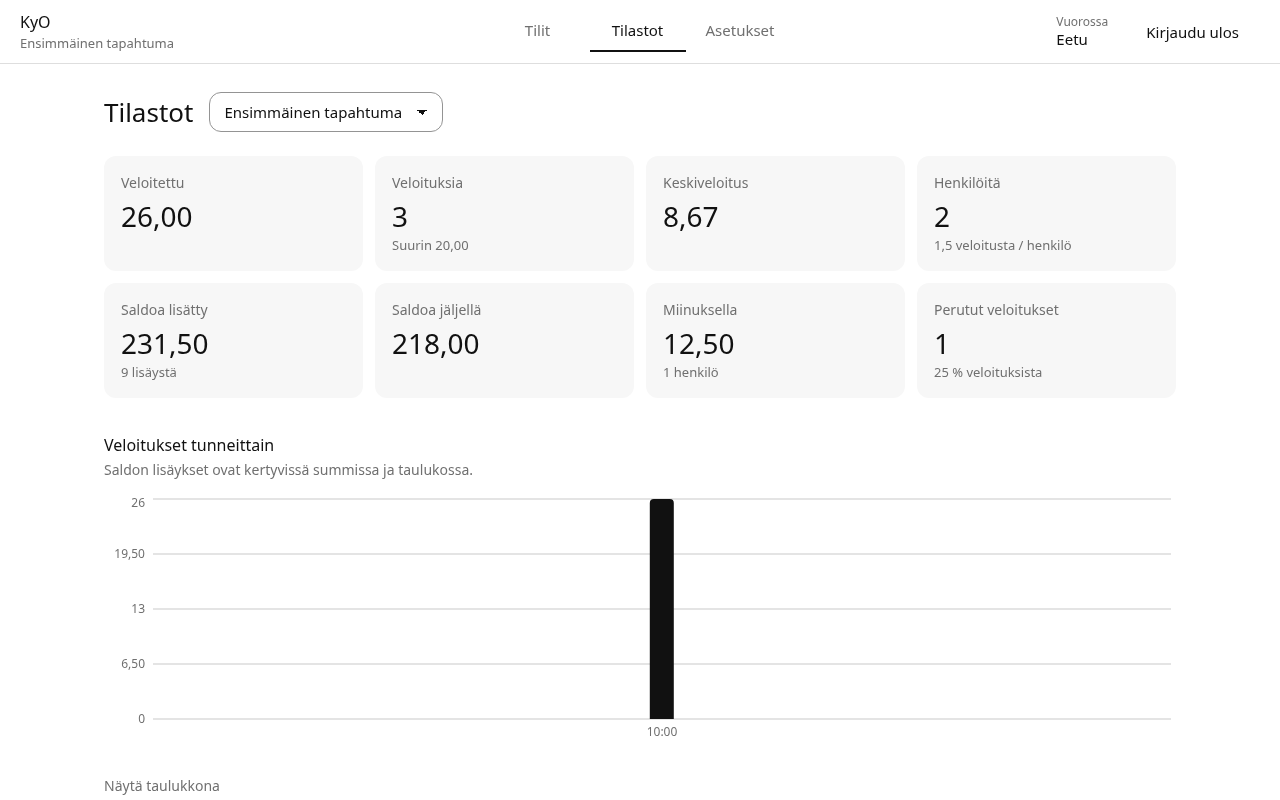 KyO
Ensimmäinen tapahtuma
Tilit
Tilastot
Asetukset
Vuorossa
Eetu
Kirjaudu ulos
Tilastot
Ensimmäinen tapahtuma
Veloitettu
26,00
Veloituksia
3
Suurin 20,00
Keskiveloitus
8,67
Henkilöitä
2
1,5 veloitusta / henkilö
Saldoa lisätty
231,50
9 lisäystä
Saldoa jäljellä
218,00
Miinuksella
12,50
1 henkilö
Perutut veloitukset
1
25 % veloituksista
Veloitukset tunneittain
Saldon lisäykset ovat kertyvissä summissa ja taulukossa.
26
19,50
13
6,50
0
10:00
Näytä taulukkona